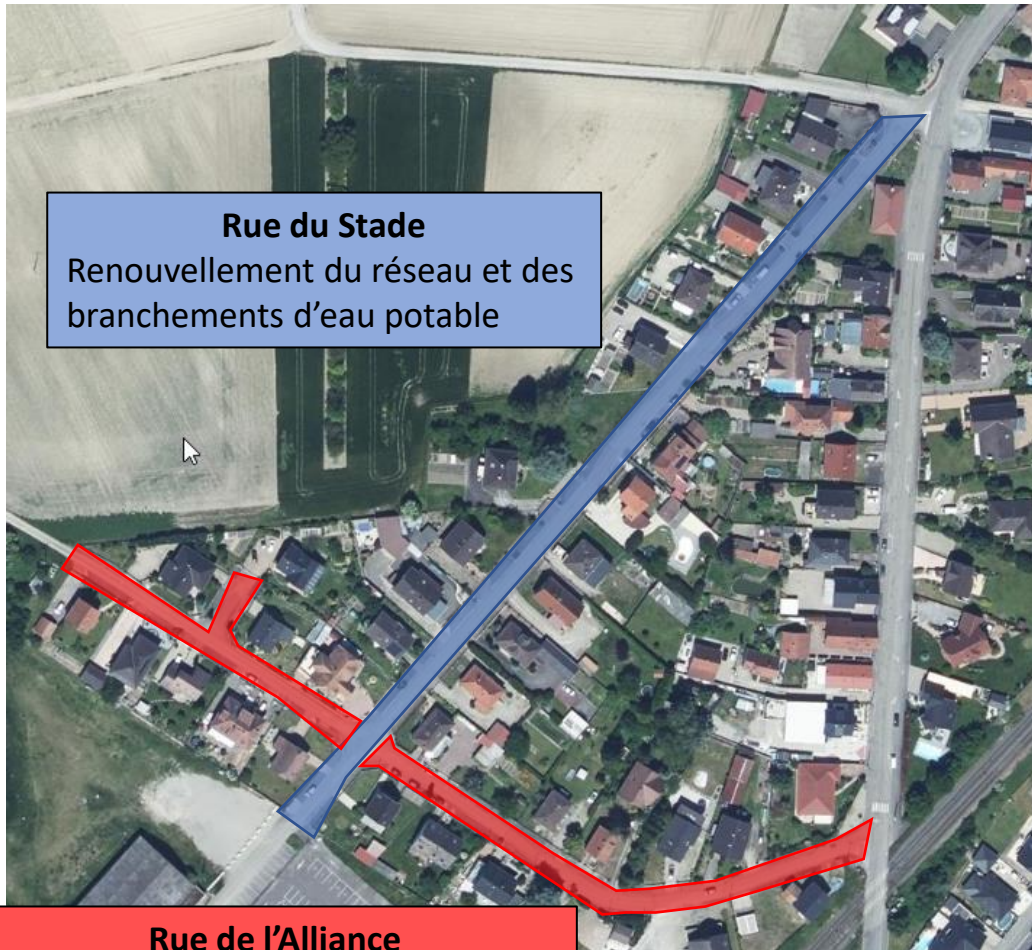 Rue du Stade
Renouvellement du réseau et des
branchements d'eau potable
Rue de l'Alliance